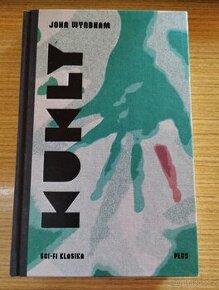 JOHN WYNDHAM
KUKLY
SCI-FI KLASIKA
PLUS